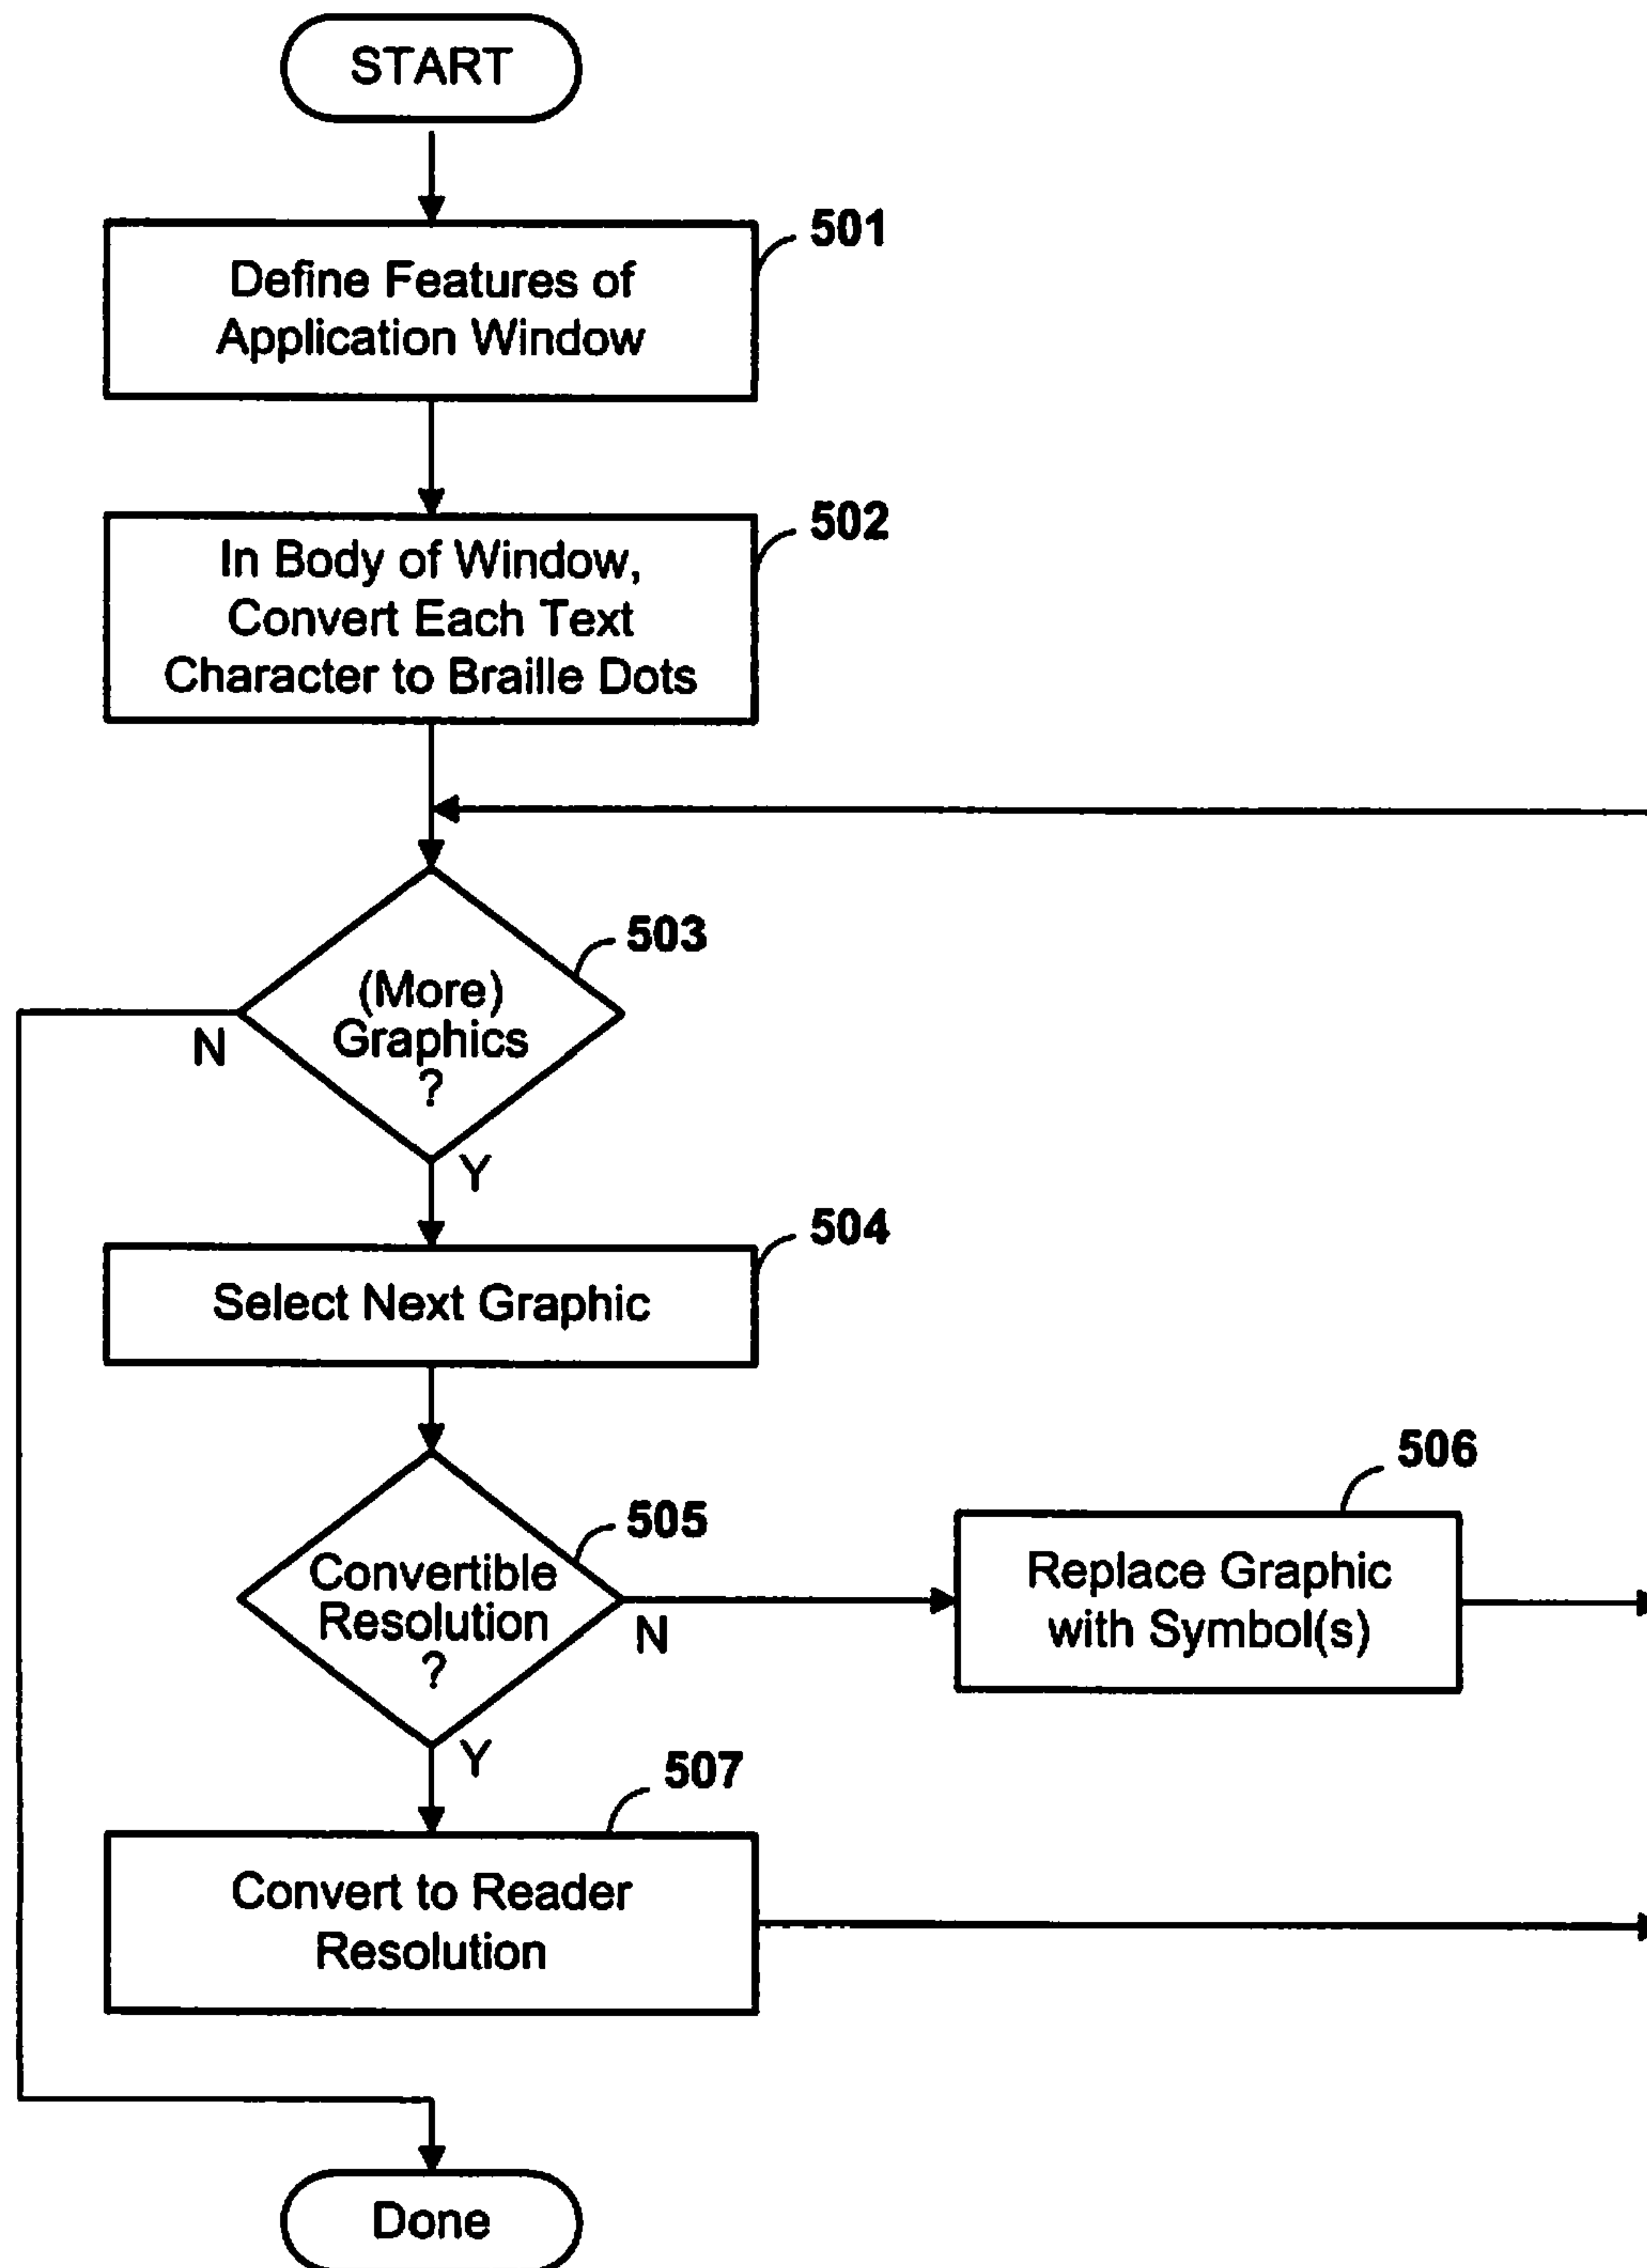 START
501
Define Features of
Application Window
502
In Body of Window,
Convert Each Text
Character to Braille Dots
503
(More)
Graphics
?
N
Y
504
Select Next Graphic
505
Convertible
Resolution
?
N
Y
506
Replace Graphic
with Symbol(s)
507
Convert to Reader
Resolution
Done